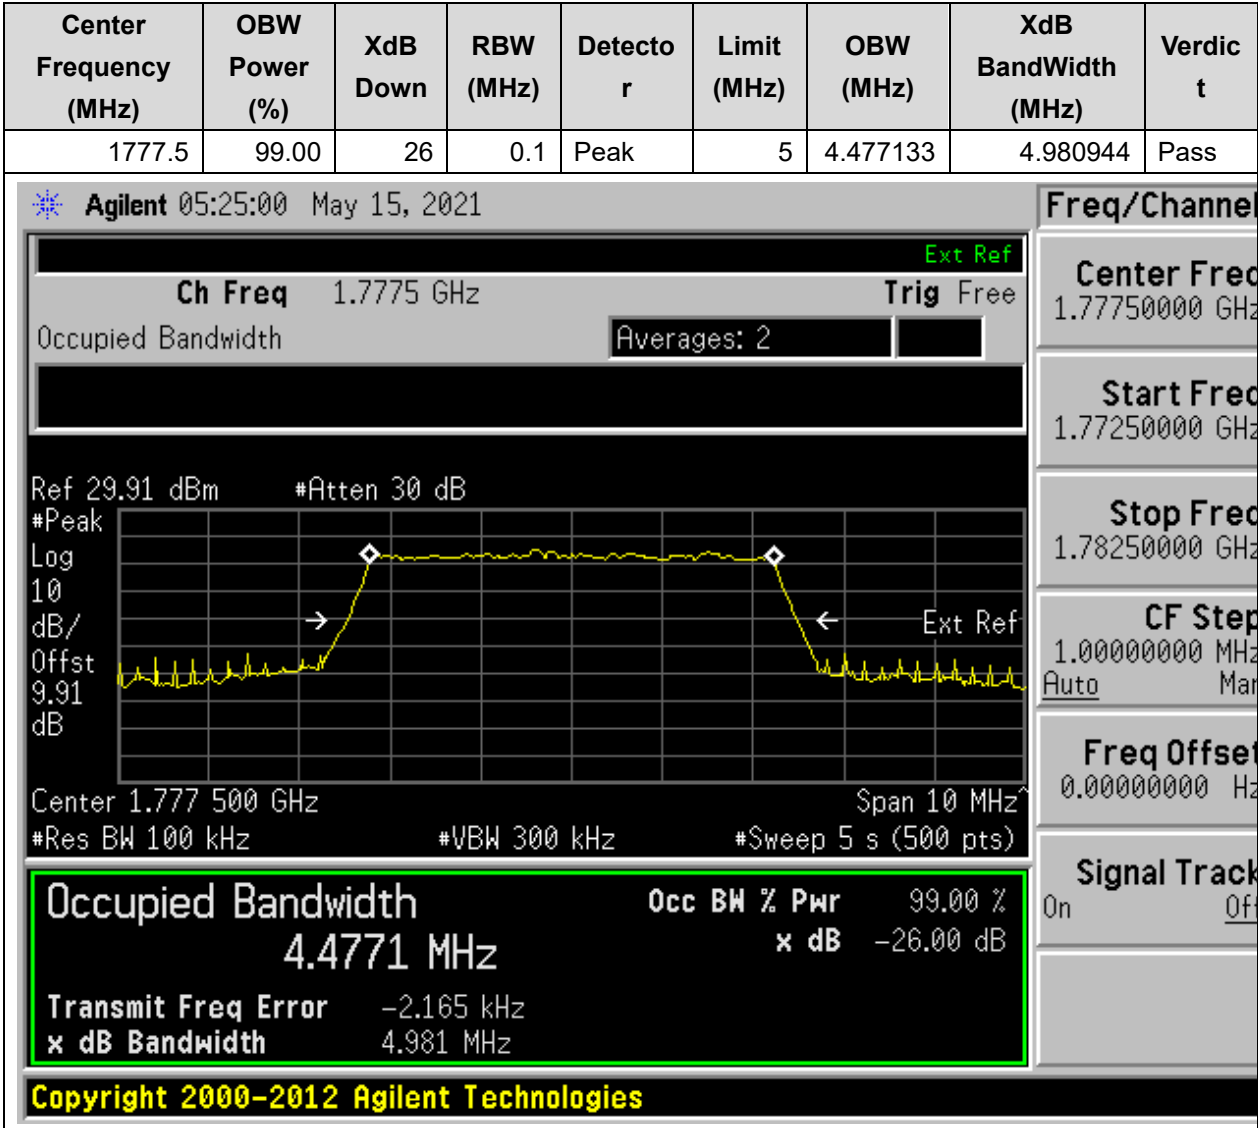 Center Frequency (MHz) OBW Power (%) XdB Down RBW (MHz) Detecto r Limit (MHz) OBW (MHz) XdB BandWidth (MHz) Verdic t
1777.5 99.00 26 0.1 Peak 5 4.477133 4.980944 Pass
Agilent 05:25:00 May 15, 2021
Ext Ref
Ch Freq 1.7775 GHz Trig Free
Occupied Bandwidth Averages: 2
Ref 29.91 dBm #Atten 30 dB
#Peak
Log
10
dB/
Offst
9.91
dB
Ext Ref
Center 1.777 500 GHz Span 10 MHz^
#Res BW 100 kHz #VBW 300 kHz #Sweep 5 s (500 pts)
Occupied Bandwidth Occ BW % Pwr 99.00 %
4.4771 MHz x dB -26.00 dB
Transmit Freq Error -2.165 kHz
x dB Bandwidth 4.981 MHz
Copyright 2000-2012 Agilent Technologies
Freq/Channel
Center Freq
1.77750000 GHz
Start Freq
1.77250000 GHz
Stop Freq
1.78250000 GHz
CF Step
1.00000000 MHz
Auto Man
Freq Offset
0.00000000 Hz
Signal Track
On Off